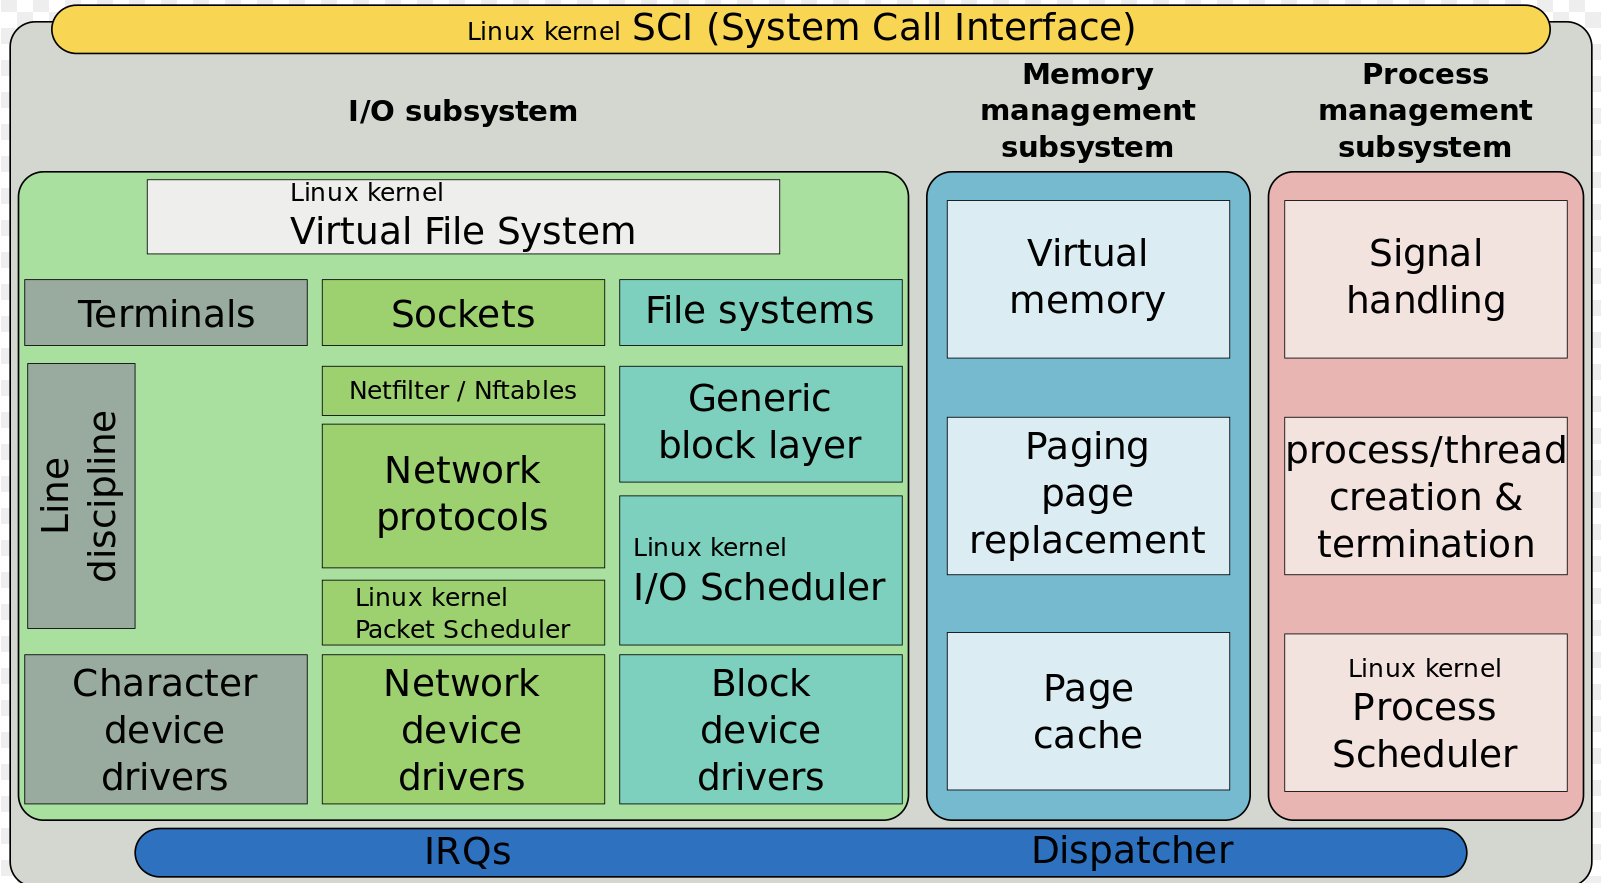 Linux kernel SCI (System Call Interface)
I/O subsystem
Memory
management
subsystem
Process
management
subsystem
Linux kernel
Virtual File System
Terminals
Sockets
File systems
Line
discipline
Netfilter / Nftables
Network
protocols
Linux kernel
Packet Scheduler
Generic
block layer
Linux kernel
I/O Scheduler
Character
device
drivers
Network
device
drivers
Block
device
drivers
Virtual
memory
Paging
page
replacement
Page
cache
Signal
handling
process/thread
creation &
termination
Linux kernel
Process
Scheduler
IRQs
Dispatcher